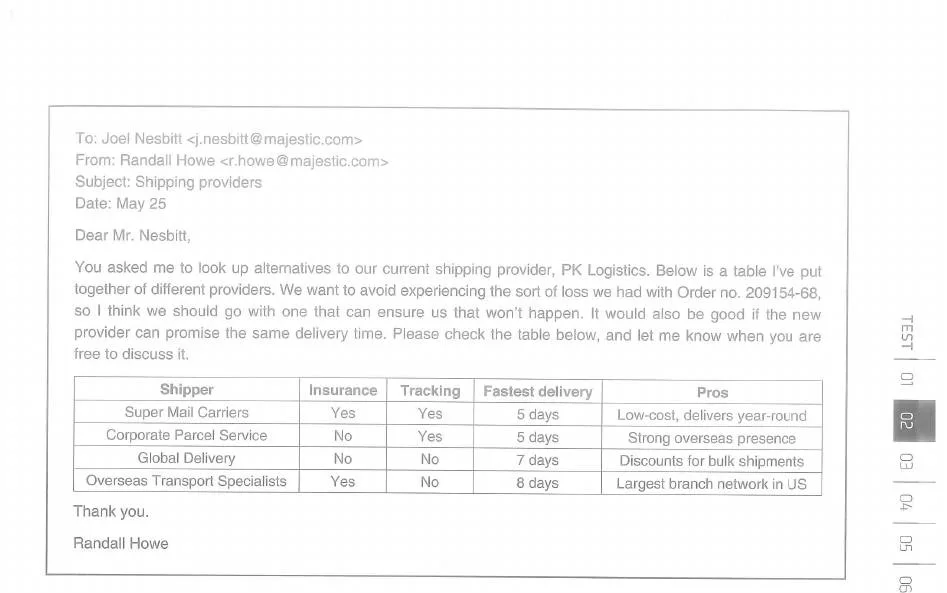 To: Joel Nesbitt <j.nesbitt@majestic.com>
From: Randall Howe <r.howe@majestic.com>
Subject: Shipping providers
Date: May 25
Dear Mr. Nesbitt,
You asked me to look up alternatives to our current shipping provider, PK Logistics. Below is a table I've put
together of different providers. We want to avoid experiencing the sort of loss we had with Order no. 209154-68,
so I think we should go with one that can ensure us that won't happen. It would also be good if the new
provider can promise the same delivery time. Please check the table below, and let me know when you are
free to discuss it.
Shipper Insurance Tracking Fastest delivery Pros
Super Mail Carriers Yes Yes 5 days Low-cost, delivers year-round
Corporate Parcel Service No Yes 5 days Strong overseas presence
Global Delivery No No 7 days Discounts for bulk shipments
Overseas Transport Specialists Yes No 8 days Largest branch network in US
Thank you.
Randall Howe
TEST
01
02
03
04
05
06